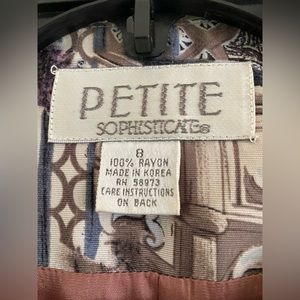 PETITE
SOPHISTICATE®
8
100% RAYON
MADE IN KOREA
RN 58973
CARE INSTRUCTIONS
ON BACK